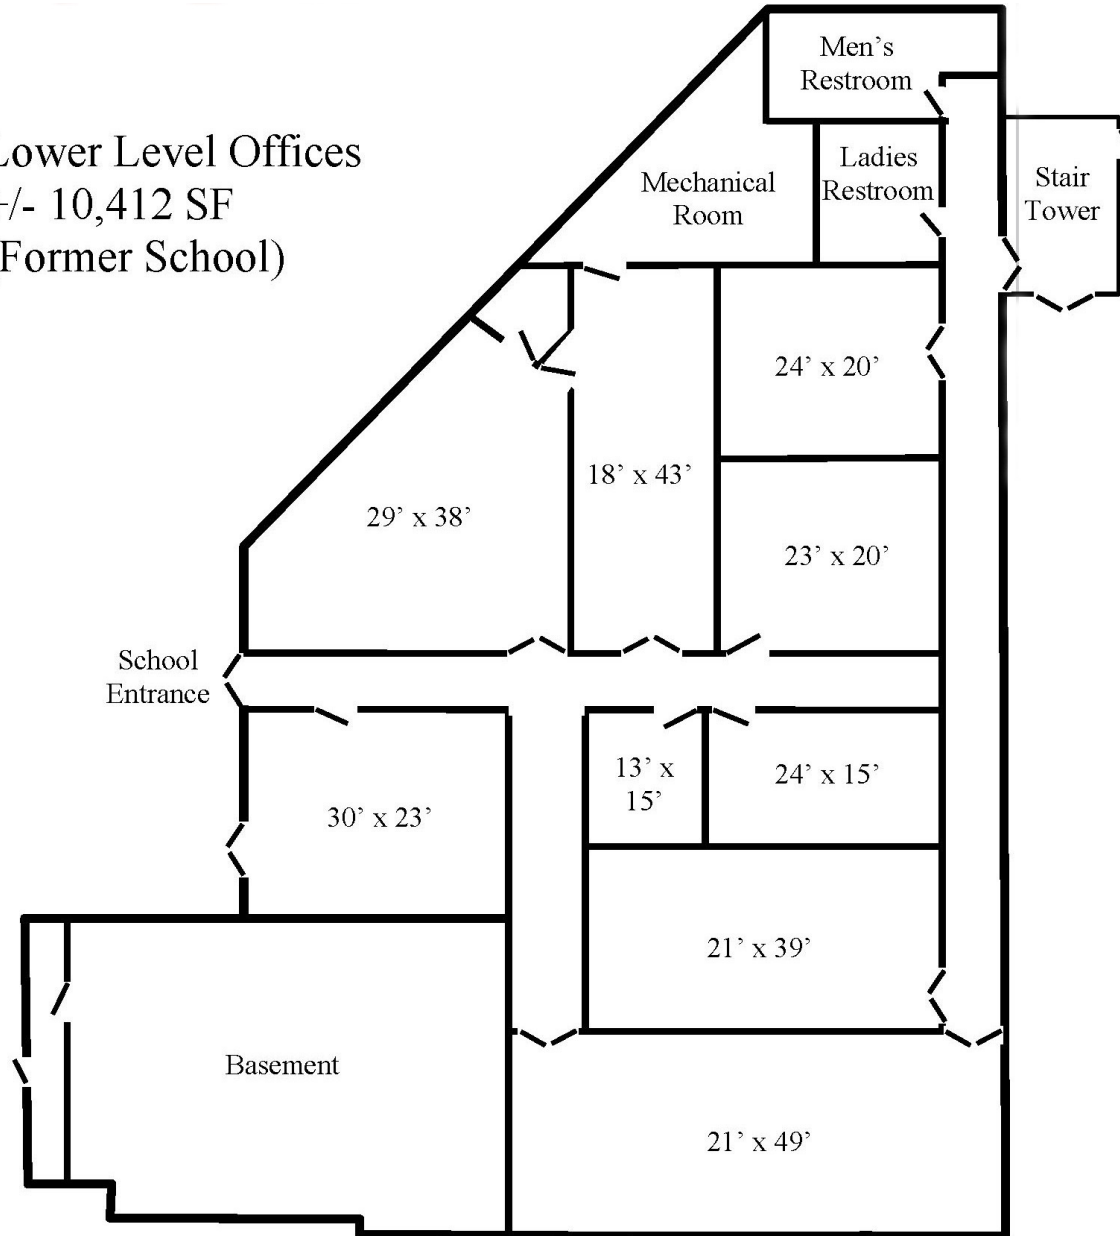 Lower Level Offices
+/- 10,412 SF
(Former School)
Men's
Restroom
Ladies
Restroom
Mechanical
Room
Stair
Tower
24' x 20'
18' x 43'
29' x 38'
23' x 20'
School
Entrance
13' x
15'
24' x 15'
30' x 23'
21' x 39'
Basement
21' x 49'